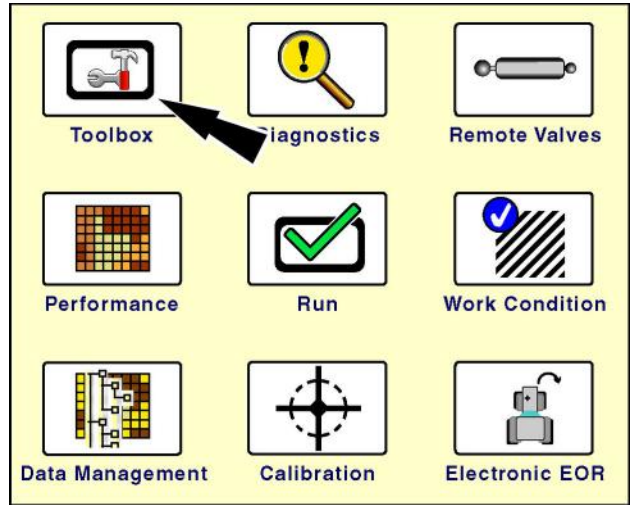 Toolbox
iagnostics
Remote Valves
Performance
Run
Work Condition
Data Management
Calibration
Electronic EOR